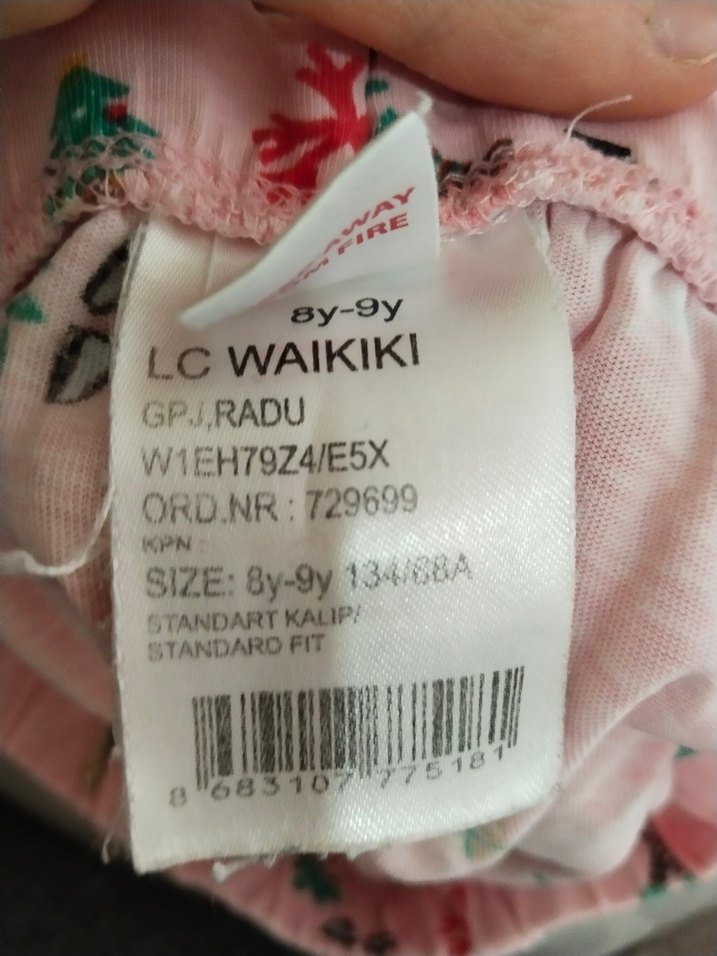 AWAY
FIRE
8y-9y
LC WAIKIKI
GPJ,RADU
W1EH79Z4/E5X
ORD.NR : 729699
KPN :
SIZE: 8y-9y 134/68A
STANDART KALIP/
STANDARD FIT
8 683107 775181